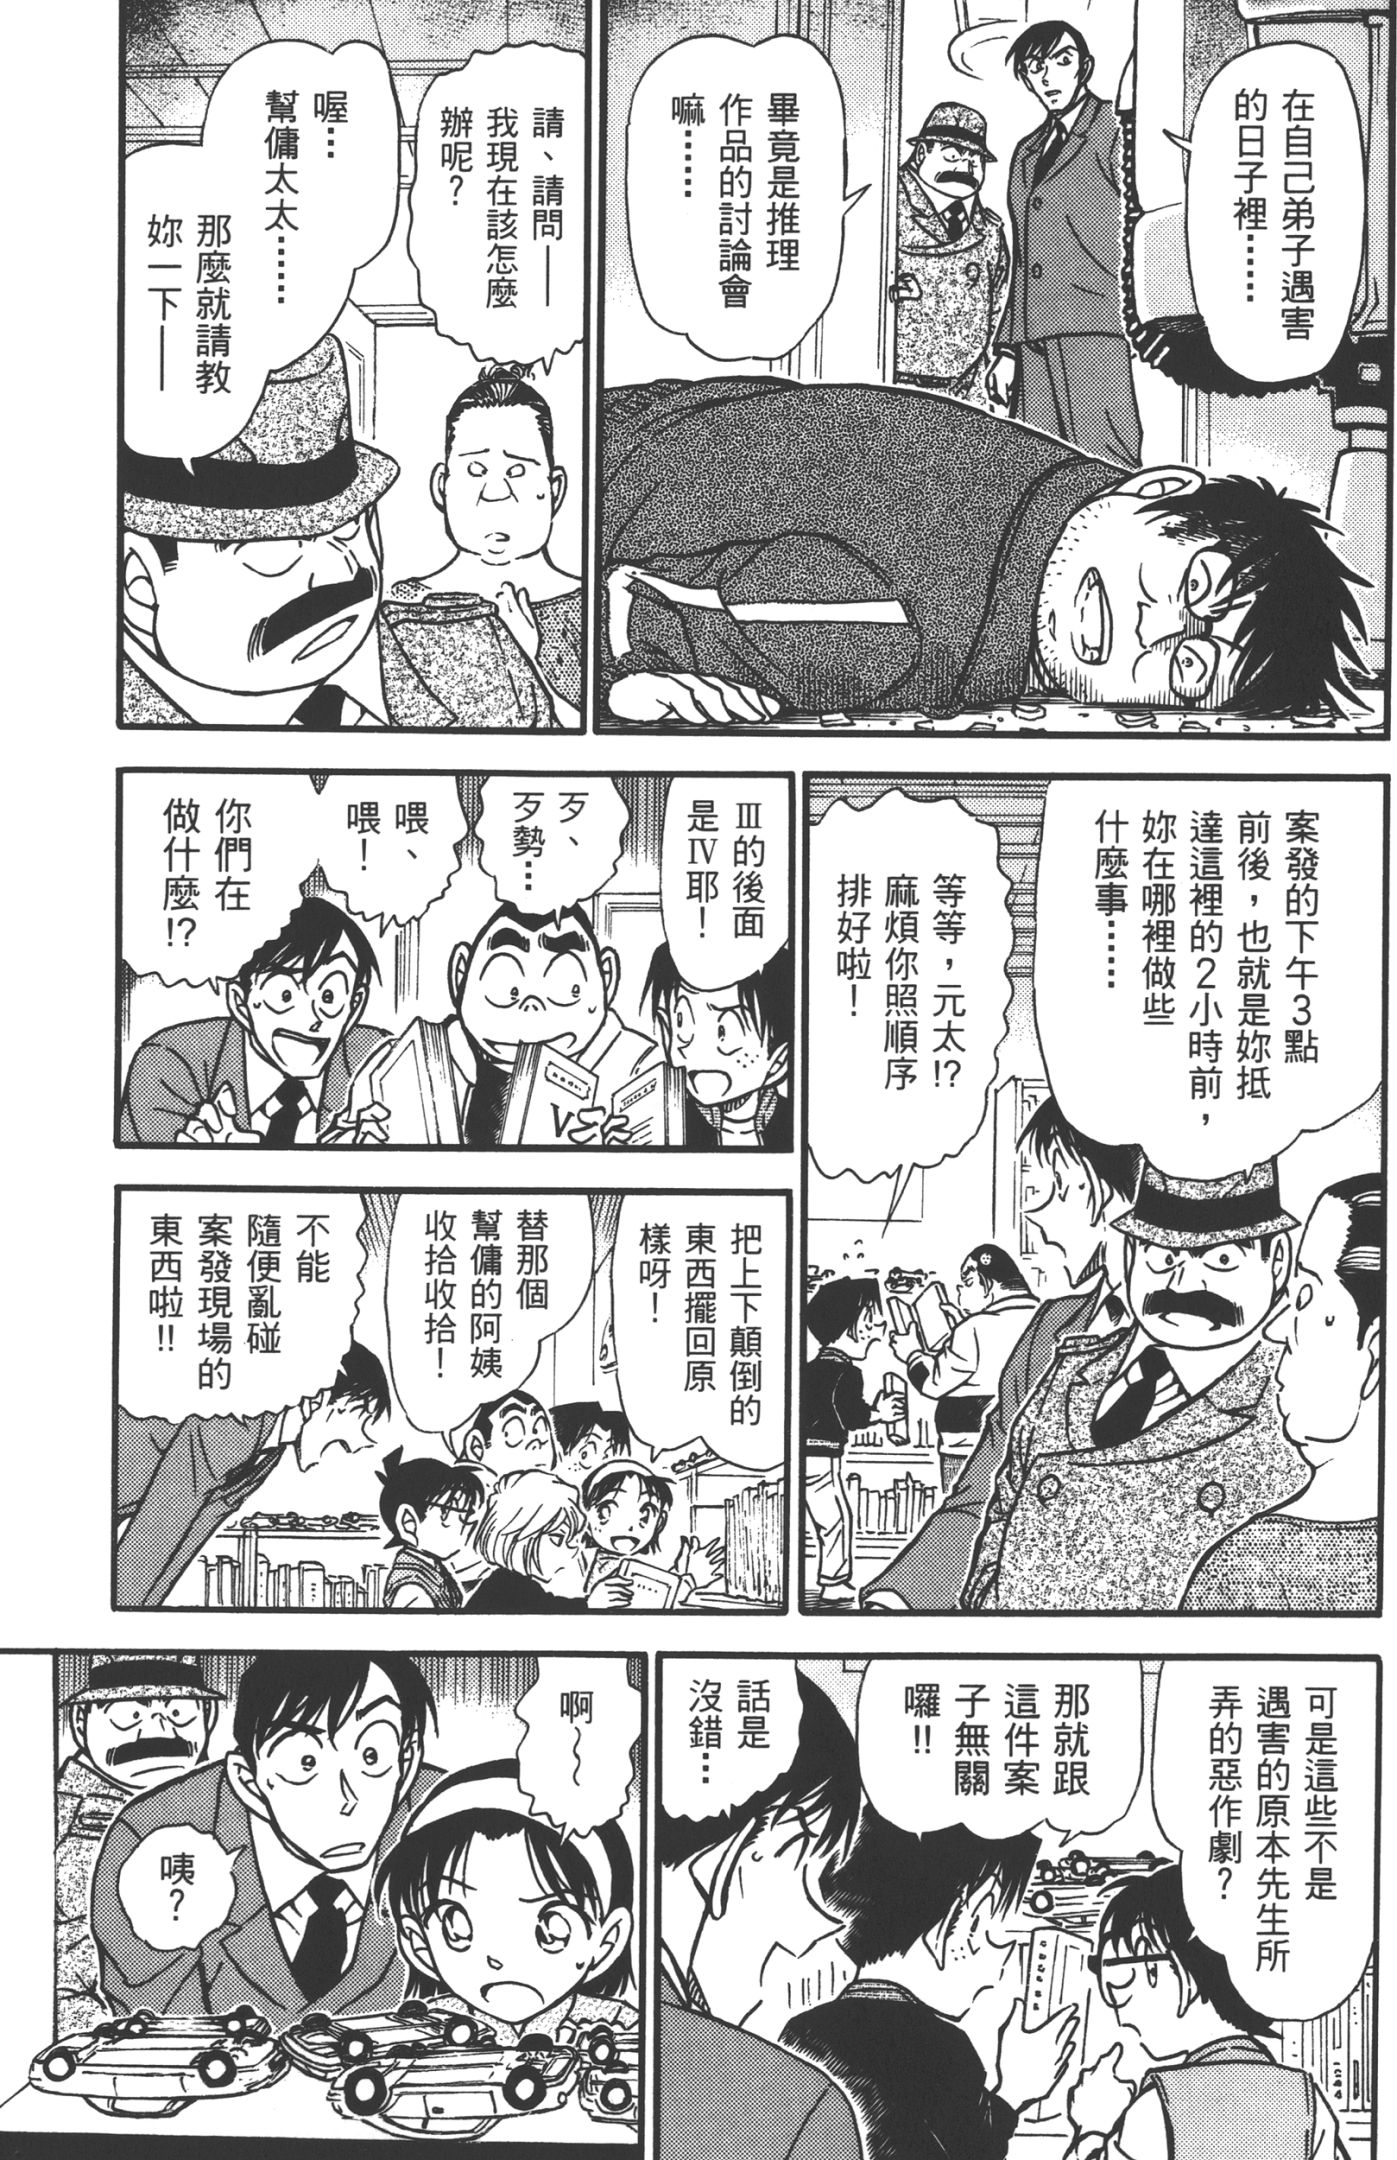 在自己弟子遇害
的日子裡……
畢竟是推理
作品的討論會
嘛……
請、請問——
我現在該怎麼
辦呢？
喔…
幫傭太太……
那麼就請教
妳一下——
案發的下午3點
前後，也就是妳抵
達這裡的2小時前，
妳在哪裡做些
什麼事……
等等，元太!?
麻煩你照順序
排好啦！
Ⅲ的後面
是Ⅳ耶！
歹、
歹勢…
喂、
喂！
你們在
做什麼!?
把上下顛倒的
東西擺回原
樣呀！
替那個
幫傭的阿姨
收拾收拾！
不能
隨便亂碰
案發現場的
東西啦!!
可是這些不是
遇害的原本先生所
弄的惡作劇？
那就跟
這件案
子無關
囉!!
話是
沒錯…
啊～
咦？